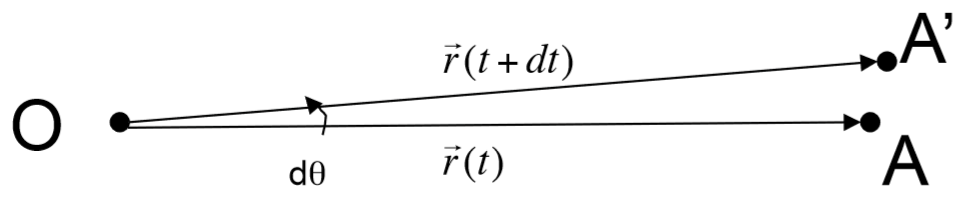 A’
r⃗(t + dt)
O
r⃗(t)
dθ
A